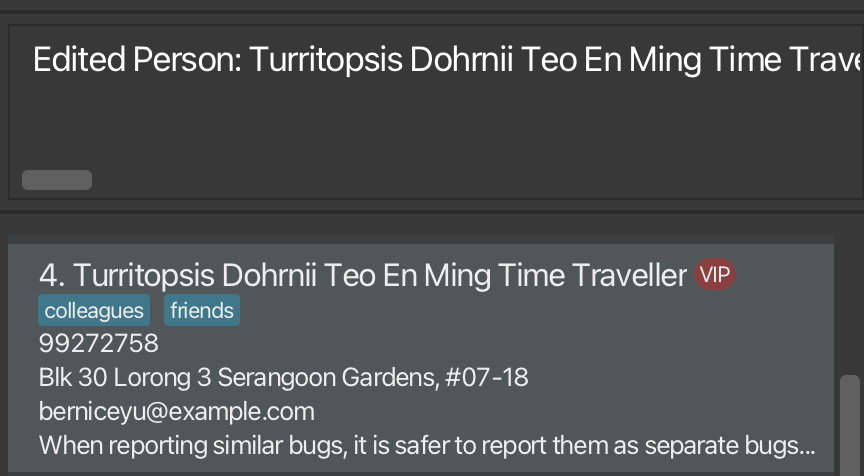 Edited Person: Turritopsis Dohrnii Teo En Ming Time Trave
4. Turritopsis Dohrnii Teo En Ming Time Traveller VIP
colleagues friends
99272758
Blk 30 Lorong 3 Serangoon Gardens, #07-18
berniceyu@example.com
When reporting similar bugs, it is safer to report them as separate bugs...